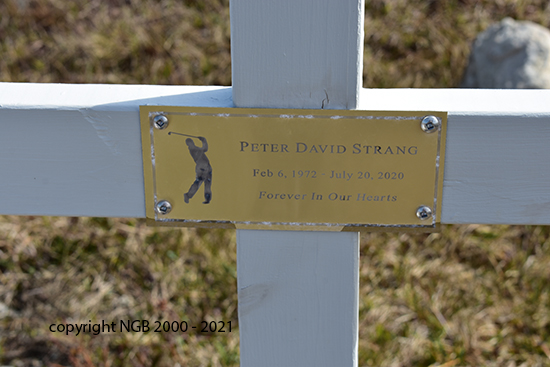 Peter David Strang
Feb 6, 1972 - July 20, 2020
Forever In Our Hearts
copyright NGB 2000 - 2021